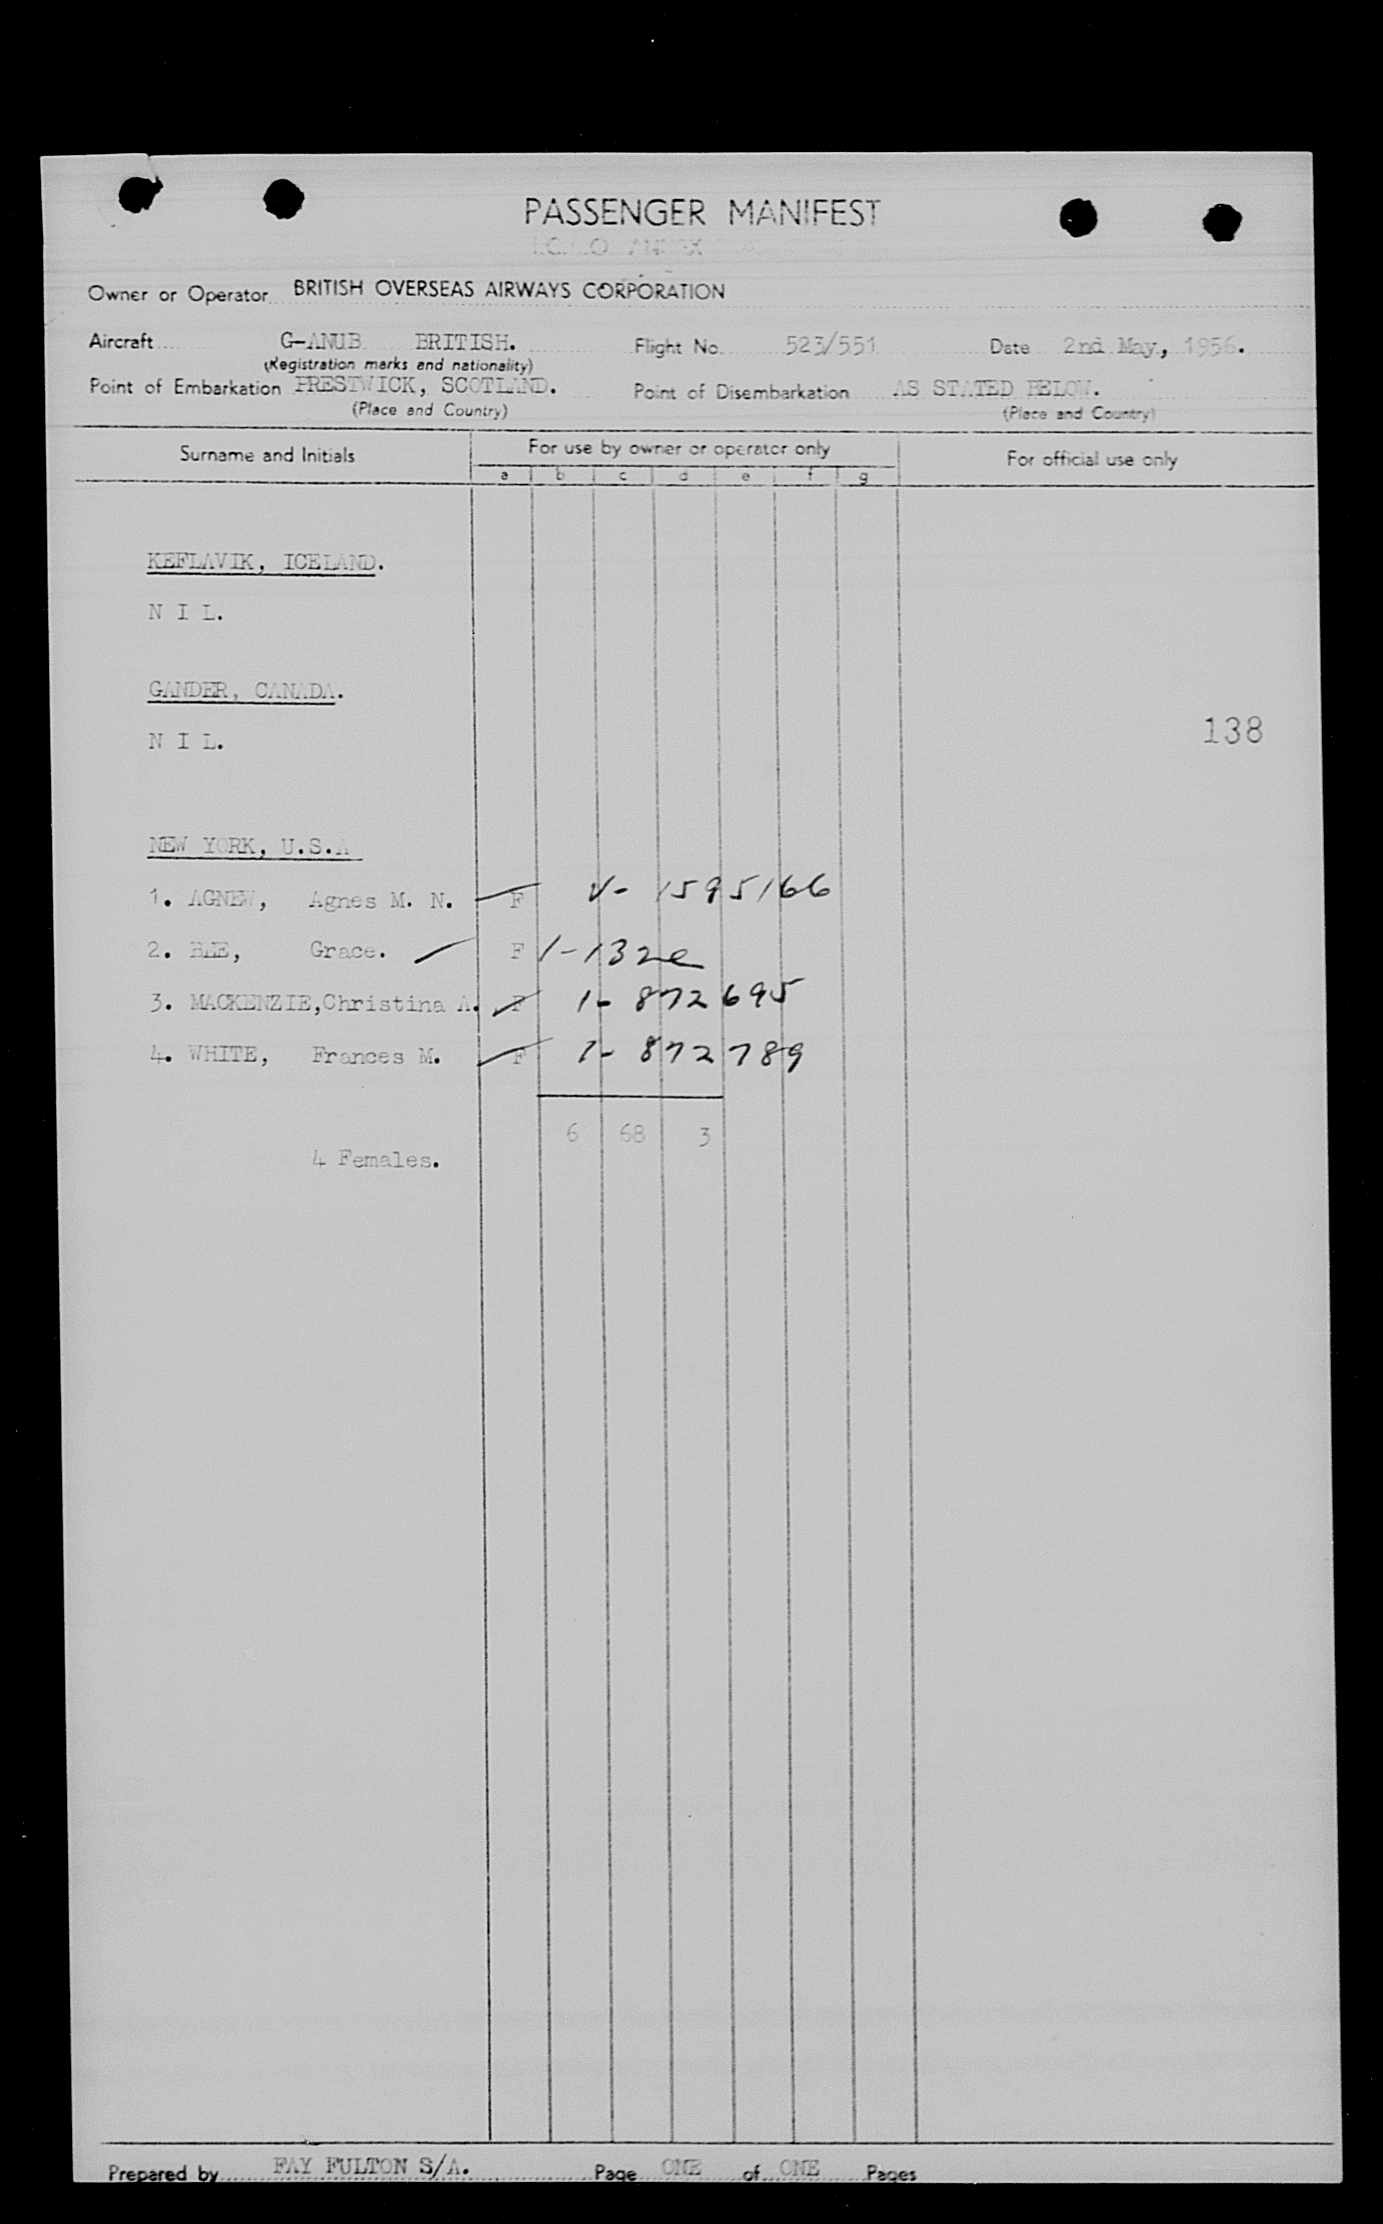 PASSENGER MANIFEST
Owner or Operator BRITISH OVERSEAS AIRWAYS CORPORATION
Aircraft G-ANUB BRITISH. Flight No. 523/551 Date 2nd May, 1956.
(Registration marks and nationality)
Point of Embarkation PRESTWICK, SCOTLAND. Point of Disembarkation AS STATED BELOW.
(Place and Country) (Place and Country)
Surname and Initials For use by owner or operator only For official use only
a b c d e f g
KEFLAVIK, ICELAND.
N I L.
GANDER, CANADA.
138
N I L.
NEW YORK, U.S.A
1. AGNEW, Agnes M. N. F V- 1595166
2. Grace. F 1-132e
3. MACKENZIE, Christina A. F 1- 872695
4. WHITE, Frances M. F 1- 872789
6 68 3
4 Females.
Prepared by FAY FULTON S/A. Page ONE of ONE Pages